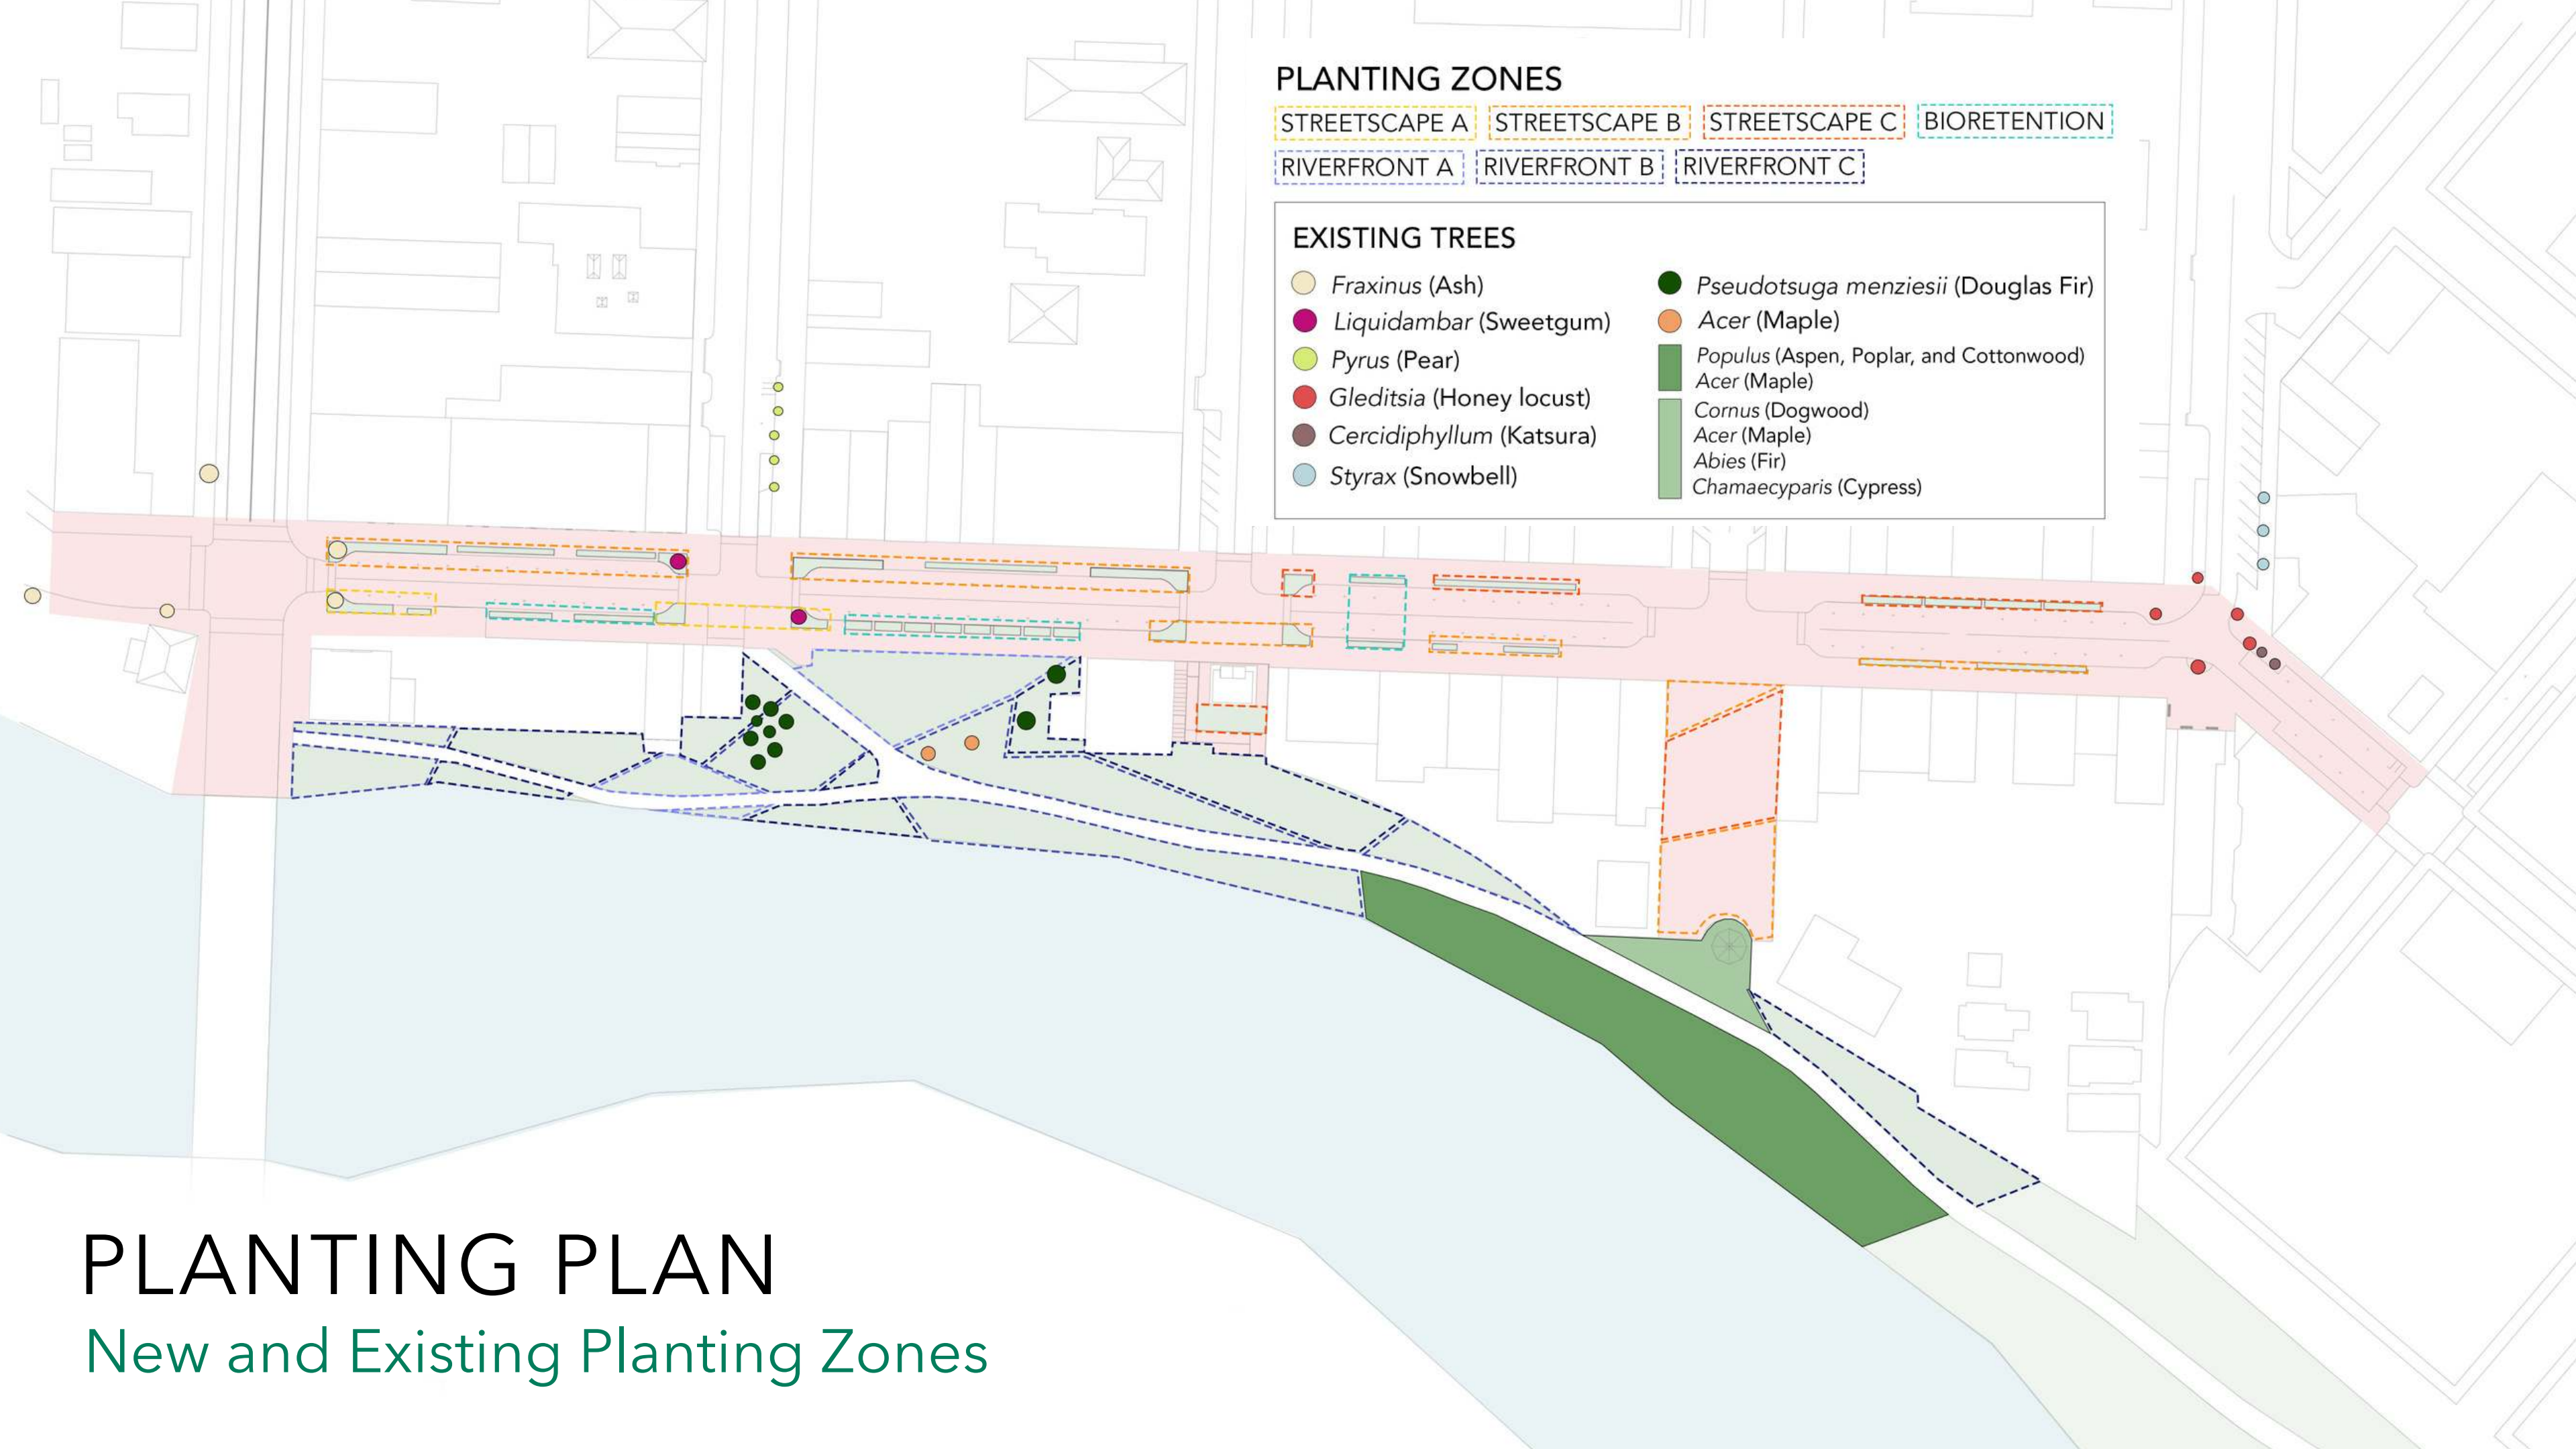 PLANTING ZONES
STREETSCAPE A STREETSCAPE B STREETSCAPE C BIORETENTION
RIVERFRONT A RIVERFRONT B RIVERFRONT C
EXISTING TREES
Fraxinus (Ash)
Liquidambar (Sweetgum)
Pyrus (Pear)
Gleditsia (Honey locust)
Cercidiphyllum (Katsura)
Styrax (Snowbell)
Pseudotsuga menziesii (Douglas Fir)
Acer (Maple)
Populus (Aspen, Poplar, and Cottonwood)
Acer (Maple)
Cornus (Dogwood)
Acer (Maple)
Abies (Fir)
Chamaecyparis (Cypress)
PLANTING PLAN
New and Existing Planting Zones